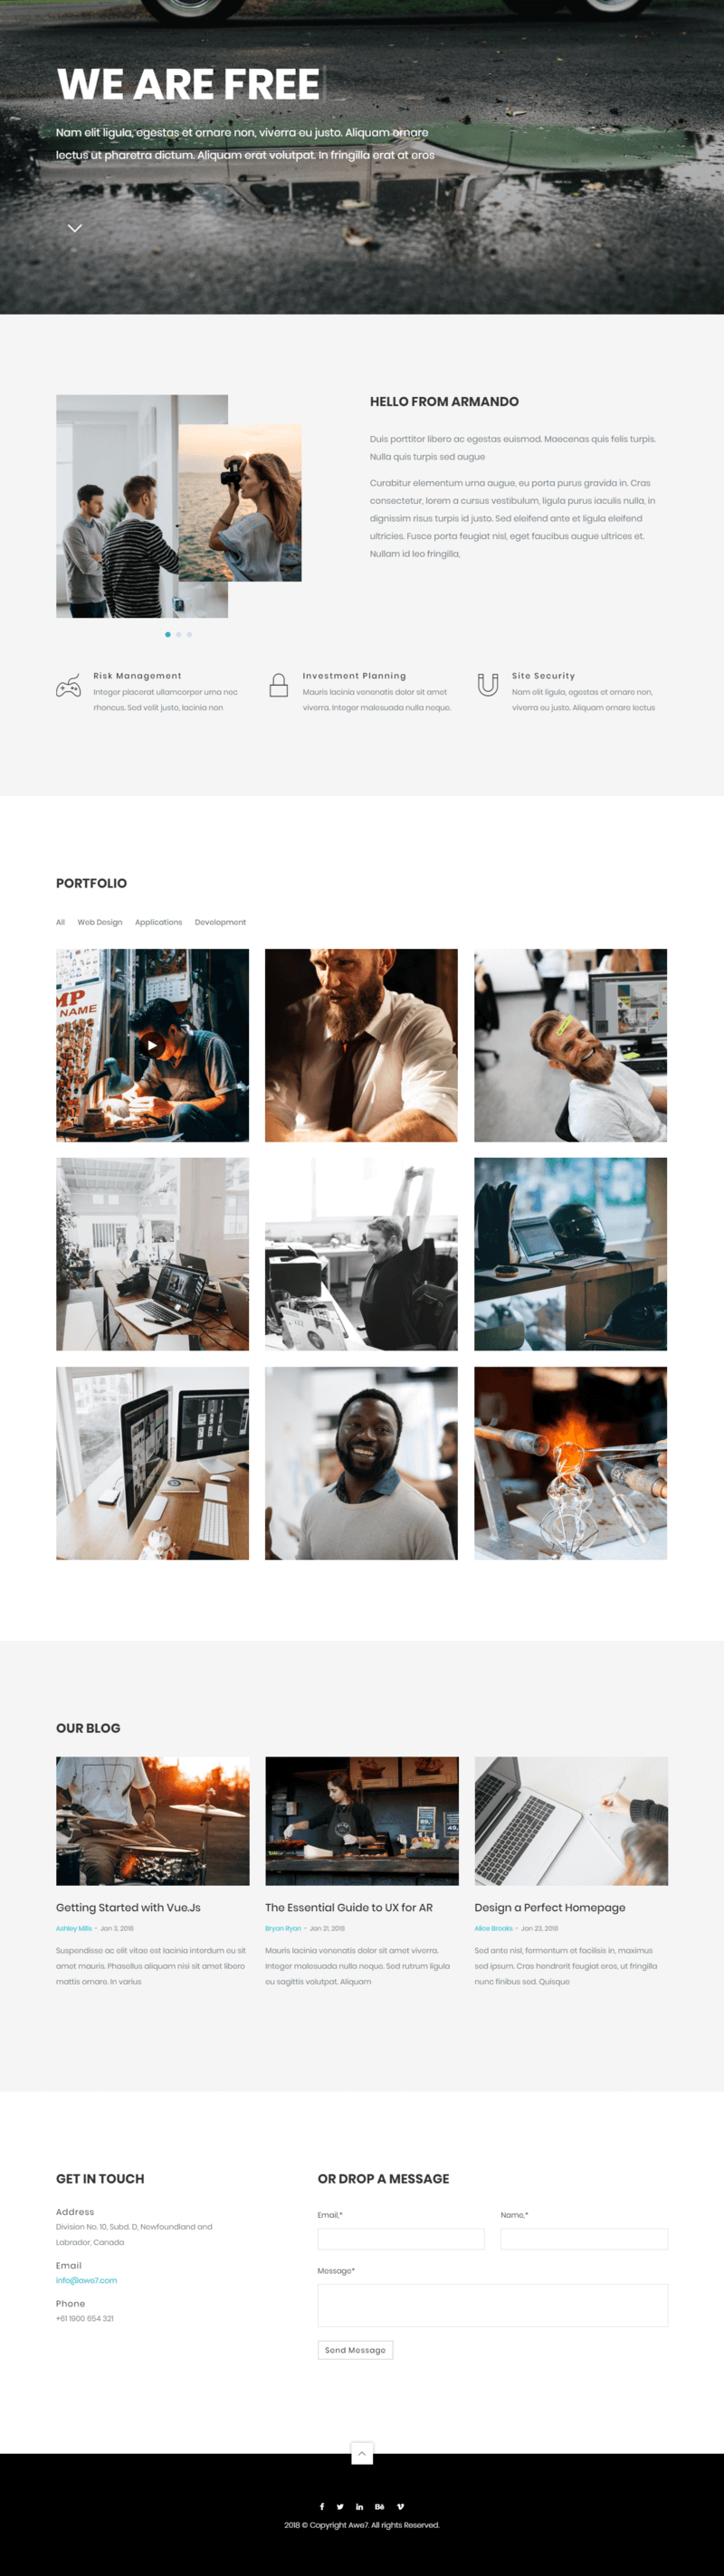 WE ARE FREE
Nam elit ligula, egestas et ornare non, viverra eu justo. Aliquam ornare
lectus ut pharetra dictum. Aliquam erat volutpat. In fringilla erat at eros
HELLO FROM ARMANDO
Duis porttitor libero ac egestas euismod. Maecenas quis felis turpis.
Nulla quis turpis sed augue
Curabitur elementum urna augue, eu porta purus gravida in. Cras
consectetur, lorem a cursus vestibulum, ligula purus iaculis nulla, in
dignissim risus turpis id justo. Sed eleifend ante et ligula eleifend
ultricies. Fusce porta feugiat nisl, eget faucibus augue ultrices et.
Nullam id leo fringilla,
Risk Management
Integer placerat ullamcorper urna nec
rhoncus. Sed velit justo, lacinia non
Investment Planning
Mauris lacinia venenatis dolor sit amet
viverra. Integer malesuada nulla neque.
Site Security
Nam elit ligula, egestas et ornare non,
viverra eu justo. Aliquam ornare lectus
PORTFOLIO
All Web Design Applications Development
MP
NAME
OUR BLOG
Getting Started with Vue.Js
Ashley Mills - Jan 3, 2018
Suspendisse ac elit vitae est lacinia interdum eu sit
amet mauris. Phasellus aliquam nisi sit amet libero
mattis ornare. In varius
The Essential Guide to UX for AR
Bryan Ryan - Jan 21, 2018
Mauris lacinia venenatis dolor sit amet viverra.
Integer malesuada nulla neque. Sed rutrum ligula
eu sagittis volutpat. Aliquam
Design a Perfect Homepage
Alice Brooks - Jan 23, 2018
Sed ante nisl, fermentum et facilisis in, maximus
sed ipsum. Cras hendrerit feugiat eros, ut fringilla
nunc finibus sed. Quisque
GET IN TOUCH
Address
Division No. 10, Subd. D, Newfoundland and
Labrador, Canada
Email
info@awe7.com
Phone
+61 1900 654 321
OR DROP A MESSAGE
Email,*
Name,*
Message*
Send Message
2018 © Copyright Awe7. All rights Reserved.